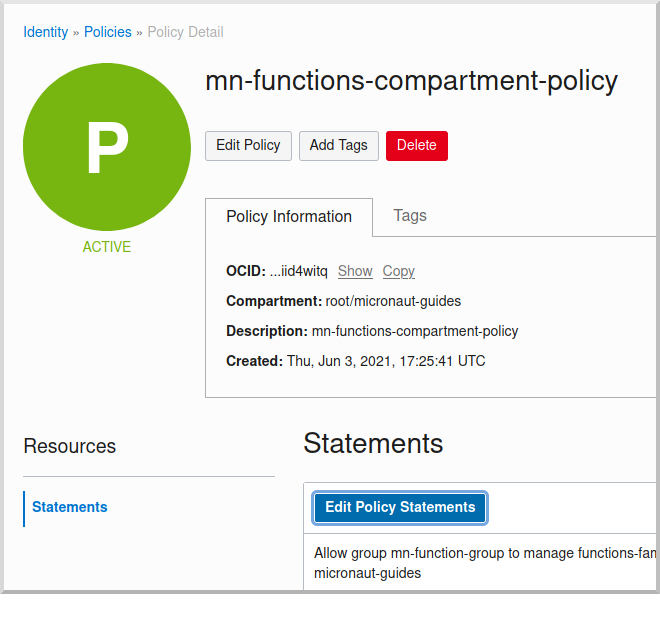 Identity » Policies » Policy Detail
P
ACTIVE
mn-functions-compartment-policy
Edit Policy Add Tags Delete
Policy Information Tags
OCID: ...iid4witq Show Copy
Compartment: root/micronaut-guides
Description: mn-functions-compartment-policy
Created: Thu, Jun 3, 2021, 17:25:41 UTC
Resources
Statements
Statements
Edit Policy Statements
Allow group mn-function-group to manage functions-fam
micronaut-guides